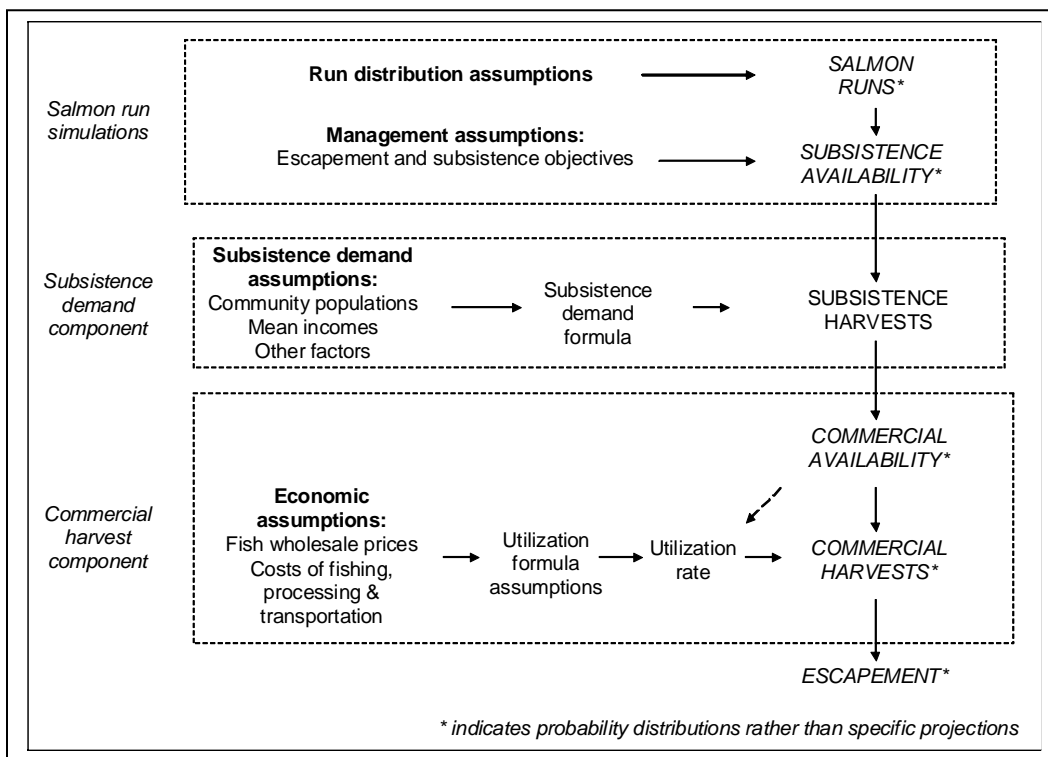 Salmon run
simulations
Run distribution assumptions
SALMON
RUNS*
Management assumptions:
Escapement and subsistence objectives
SUBSISTENCE
AVAILABILITY*
Subsistence
demand
component
Subsistence demand
assumptions:
Community populations
Mean incomes
Other factors
Subsistence
demand
formula
SUBSISTENCE
HARVESTS
Commercial
harvest
component
COMMERCIAL
AVAILABILITY*
Economic
assumptions:
Fish wholesale prices
Costs of fishing,
processing &
transportation
Utilization
formula
assumptions
Utilization
rate
COMMERCIAL
HARVESTS*
ESCAPEMENT*
* indicates probability distributions rather than specific projections